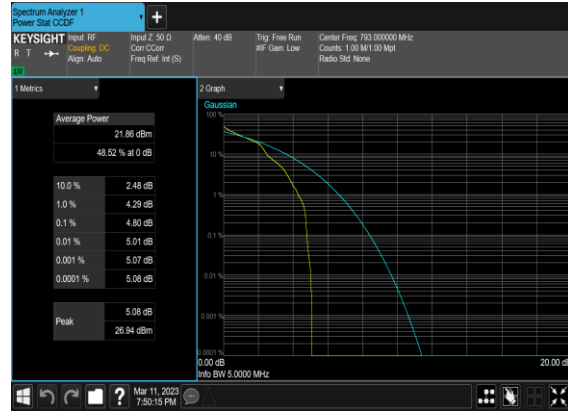 Spectrum Analyzer 1
Power Stat CCDF
KEYSIGHT
R T
LXI
Input: RF
Coupling: DC
Align: Auto
Input Z: 50 Ω
Corr CCorr
Freq Ref: Int (S)
Atten: 40 dB
Trig: Free Run
#IF Gain: Low
Center Freq: 793.000000 MHz
Counts: 1.00 M/1.00 Mpt
Radio Std: None
1 Metrics
Average Power
21.86 dBm
48.52 % at 0 dB
10.0 % 2.48 dB
1.0 % 4.29 dB
0.1 % 4.80 dB
0.01 % 5.01 dB
0.001 % 5.07 dB
0.0001 % 5.08 dB
Peak
5.08 dB
26.94 dBm
2 Graph
Gaussian
100 %
10 %
1 %
0.1 %
0.01 %
0.001 %
0.0001 %
0.00 dB
20.00 dB
Info BW 5.0000 MHz
?
Mar 11, 2023
7:50:15 PM